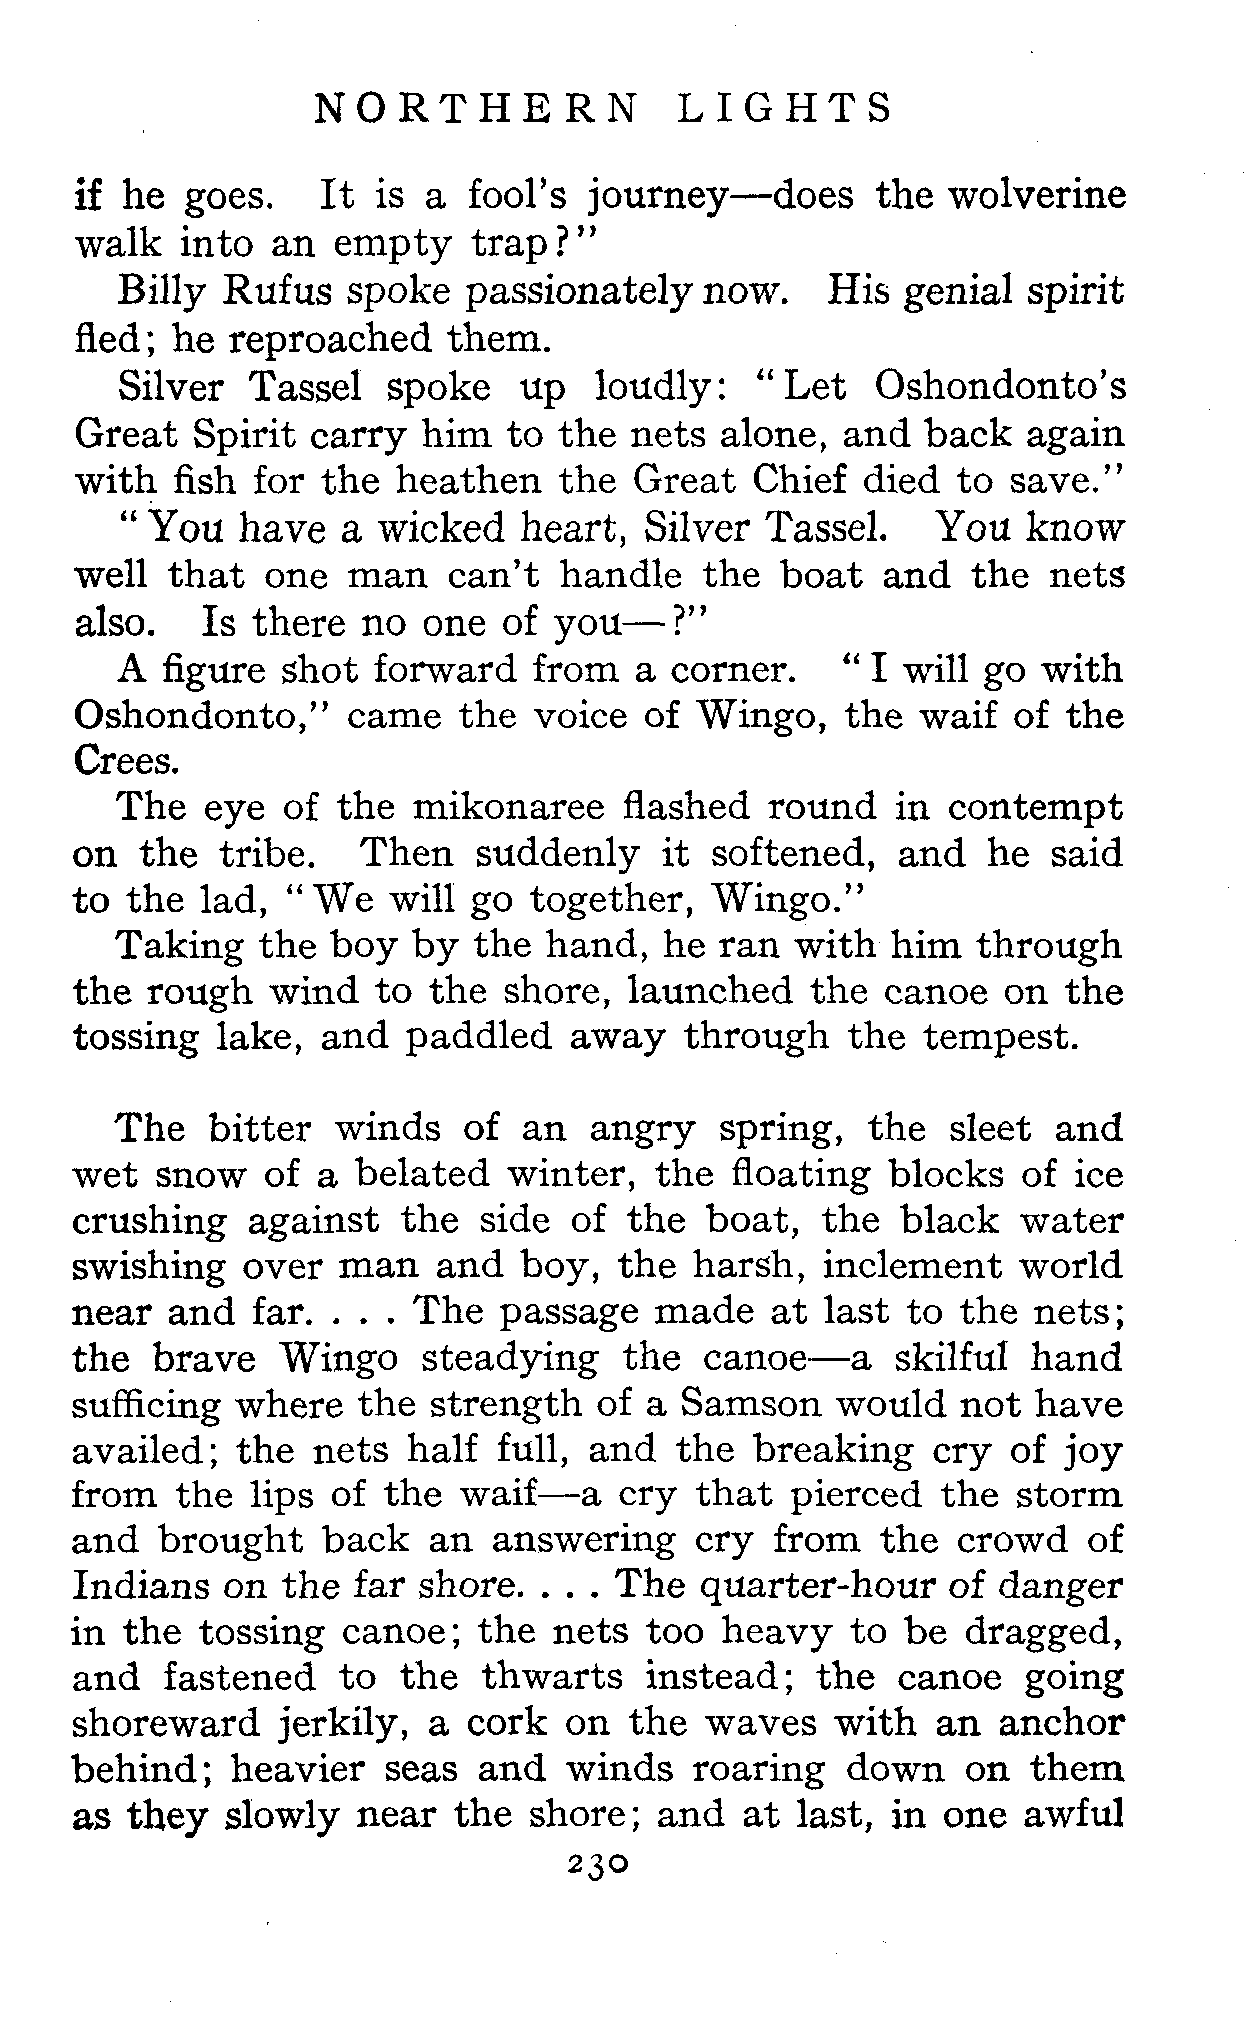 NORTHERN LIGHTS
if he goes. It is a fool's journey—does the wolverine
walk into an empty trap?"
Billy Rufus spoke passionately now. His genial spirit
fled; he reproached them.
Silver Tassel spoke up loudly: "Let Oshondonto's
Great Spirit carry him to the nets alone, and back again
with fish for the heathen the Great Chief died to save."
"You have a wicked heart, Silver Tassel. You know
well that one man can't handle the boat and the nets
also. Is there no one of you—?"
A figure shot forward from a corner. "I will go with
Oshondonto," came the voice of Wingo, the waif of the
Crees.
The eye of the mikonaree flashed round in contempt
on the tribe. Then suddenly it softened, and he said
to the lad, "We will go together, Wingo."
Taking the boy by the hand, he ran with him through
the rough wind to the shore, launched the canoe on the
tossing lake, and paddled away through the tempest.
The bitter winds of an angry spring, the sleet and
wet snow of a belated winter, the floating blocks of ice
crushing against the side of the boat, the black water
swishing over man and boy, the harsh, inclement world
near and far. . . . The passage made at last to the nets;
the brave Wingo steadying the canoe—a skilful hand
sufficing where the strength of a Samson would not have
availed; the nets half full, and the breaking cry of joy
from the lips of the waif—a cry that pierced the storm
and brought back an answering cry from the crowd of
Indians on the far shore. . . . The quarter-hour of danger
in the tossing canoe; the nets too heavy to be dragged,
and fastened to the thwarts instead; the canoe going
shoreward jerkily, a cork on the waves with an anchor
behind; heavier seas and winds roaring down on them
as they slowly near the shore; and at last, in one awful
230